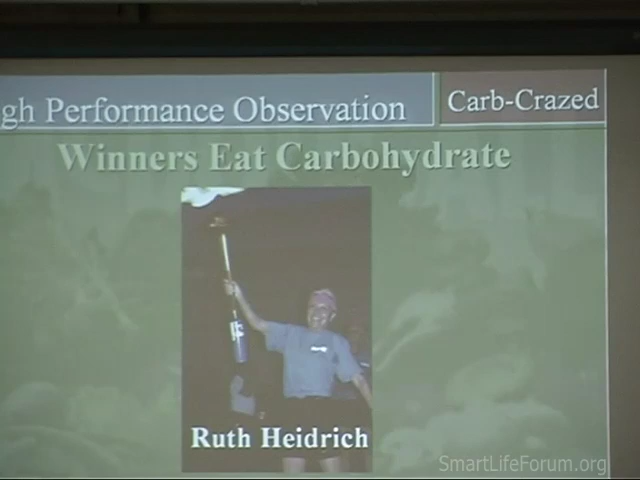 gh Performance Observation
Carb-Crazed
Winners Eat Carbohydrate
Ruth Heidrich
SmartLifeForum.org